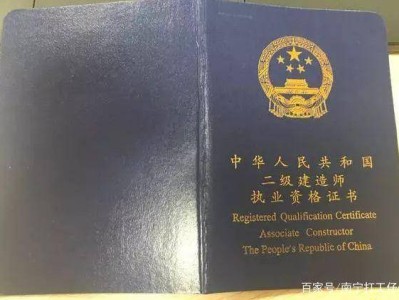 中华人民共和国
二级建造师
执业资格证书
Registered Qualification Certificate
Associate Constructor
The People's Republic of China
百家号/南宁打工仔